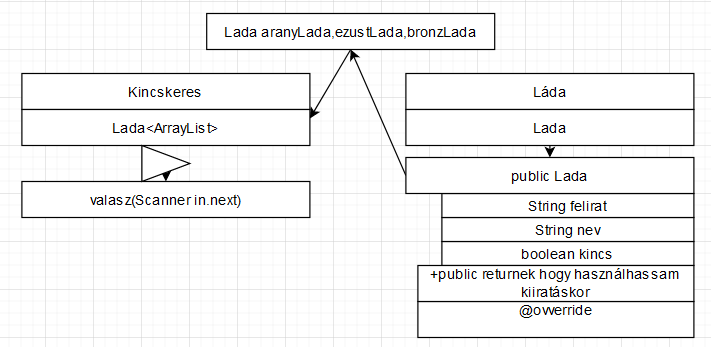 Lada aranyLada,ezustLada,bronzLada
Kincskeres
Lada<ArrayList>
valasz(Scanner in.next)
Láda
Lada
public Lada
String felirat
String nev
boolean kincs
+public returnek hogy használhassam
kiiratáskor
@ovverride